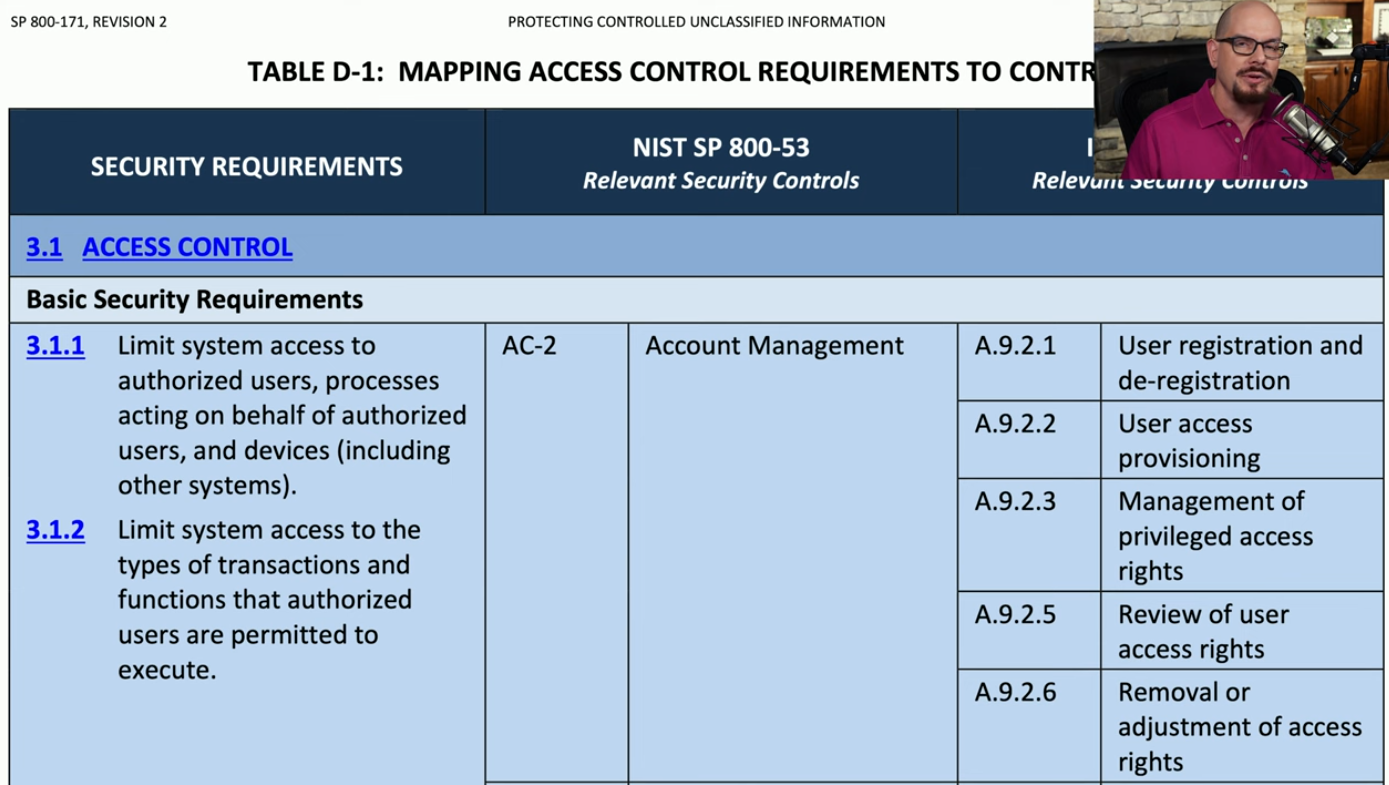 SP 800-171, REVISION 2
PROTECTING CONTROLLED UNCLASSIFIED INFORMATION
TABLE D-1: MAPPING ACCESS CONTROL REQUIREMENTS TO CONTR
SECURITY REQUIREMENTS
NIST SP 800-53
Relevant Security Controls
Relevant Security Controls
3.1 ACCESS CONTROL
Basic Security Requirements
3.1.1 Limit system access to
authorized users, processes
acting on behalf of authorized
users, and devices (including
other systems).
3.1.2 Limit system access to the
types of transactions and
functions that authorized
users are permitted to
execute.
AC-2 Account Management
A.9.2.1 User registration and
de-registration
A.9.2.2 User access
provisioning
A.9.2.3 Management of
privileged access
rights
A.9.2.5 Review of user
access rights
A.9.2.6 Removal or
adjustment of access
rights